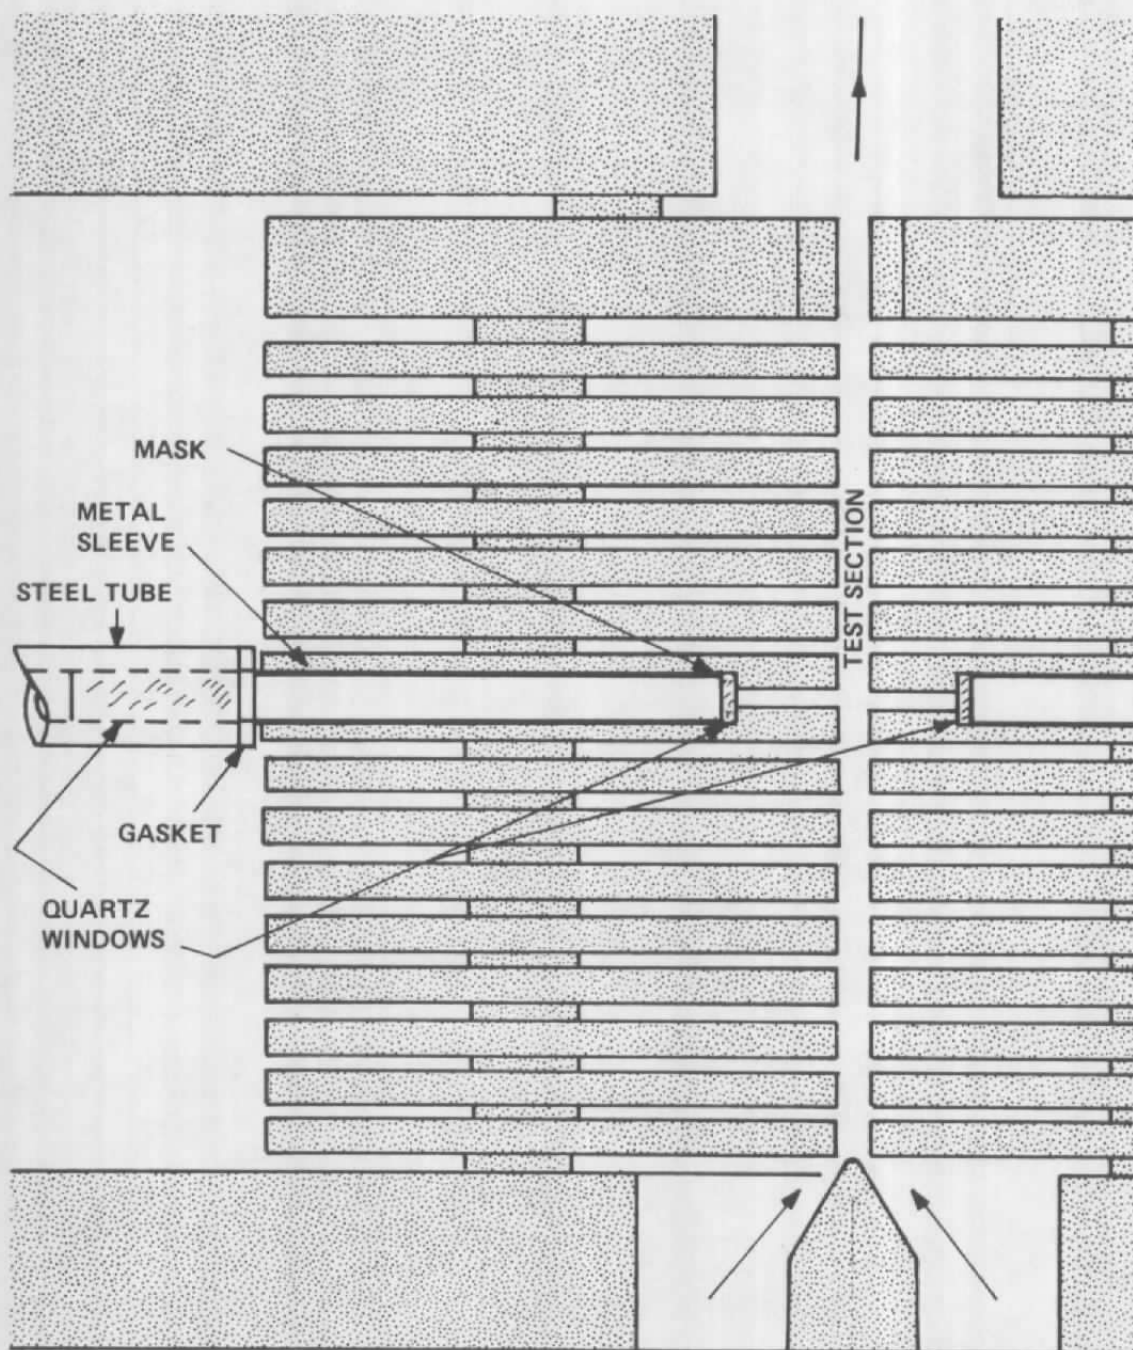 MASK
METAL
SLEEVE
STEEL TUBE
TEST SECTION
GASKET
QUARTZ
WINDOWS